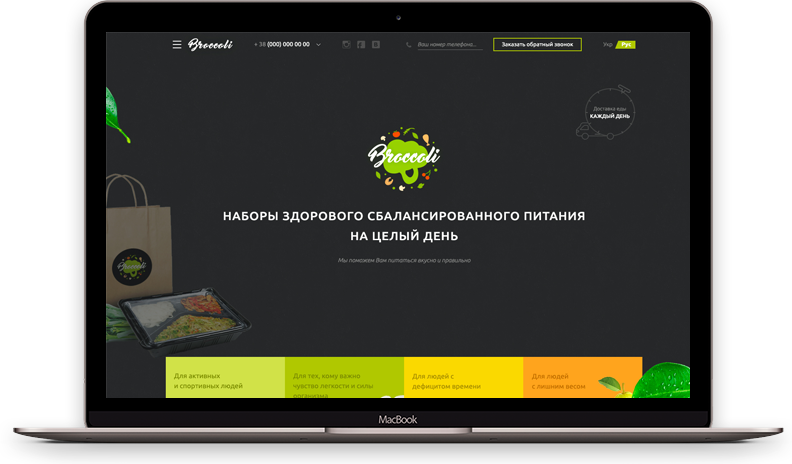 Broccoli
+ 38 (000) 000 00 00
Ваш номер телефона...
Заказать обратный звонок
Укр
Рус
Доставка еды
КАЖДЫЙ ДЕНЬ
Broccoli
НАБОРЫ ЗДОРОВОГО СБАЛАНСИРОВАННОГО ПИТАНИЯ
НА ЦЕЛЫЙ ДЕНЬ
Мы поможем Вам питаться вкусно и правильно
Broccoli
Для активных
и спортивных людей
Для тех, кому важно
чувство легкости и силы
организма
Для людей с
дефицитом времени
Для людей
с лишним весом
MacBook